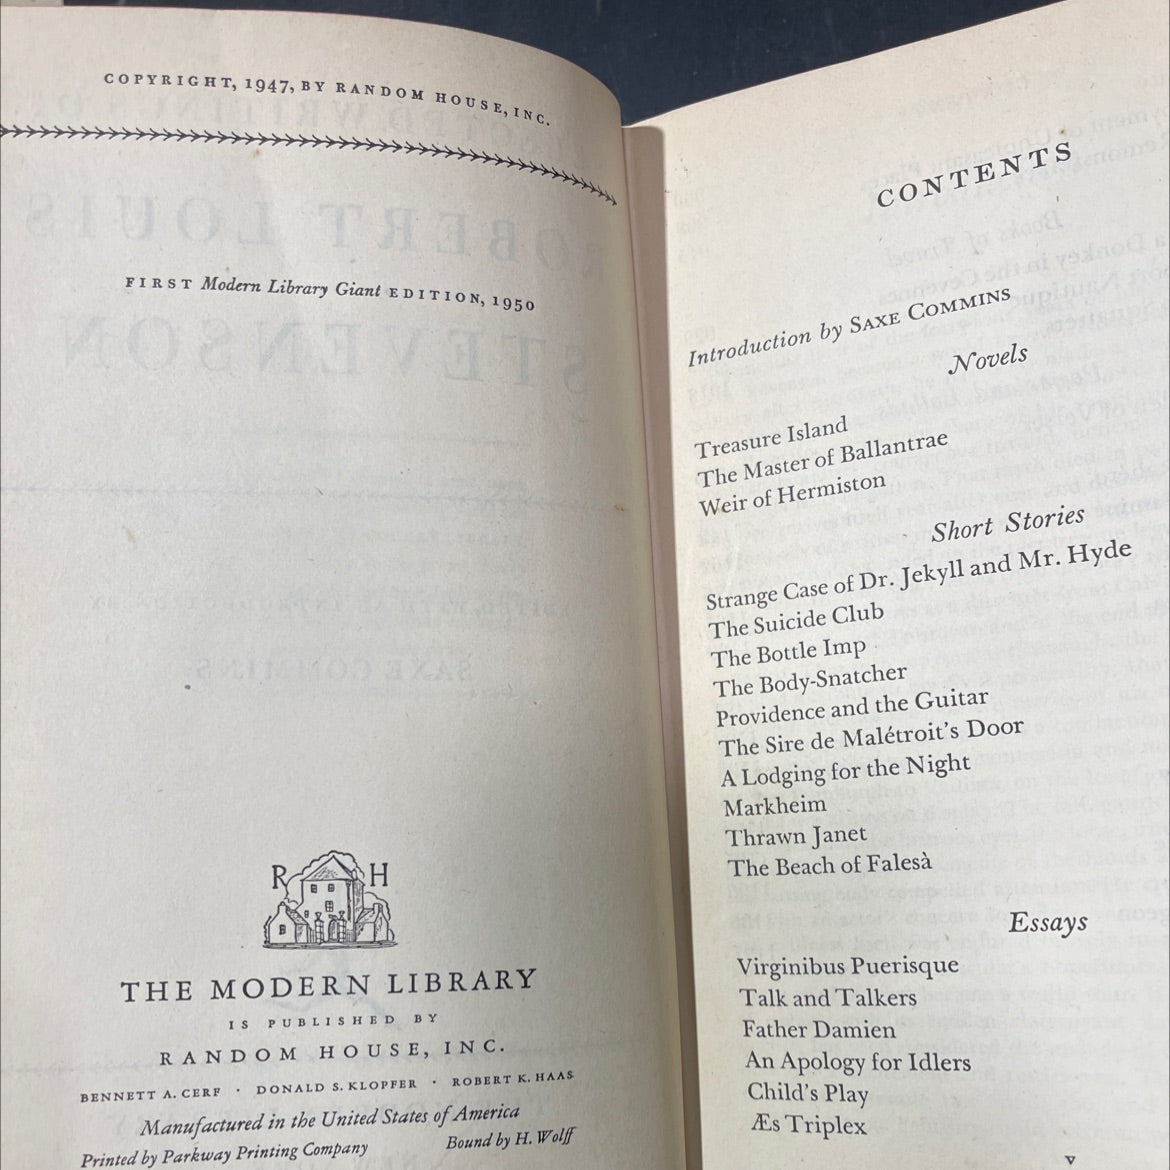 COPYRIGHT, 1947, BY RANDOM HOUSE, INC.
FIRST Modern Library Giant EDITION, 1950
R H
THE MODERN LIBRARY
IS PUBLISHED BY
RANDOM HOUSE, INC.
BENNETT A. CERF · DONALD S. KLOPFER · ROBERT K. HAAS
Manufactured in the United States of America
Printed by Parkway Printing Company Bound by H. Wolff
CONTENTS
Introduction by SAXE COMMINS
Novels
Treasure Island
The Master of Ballantrae
Weir of Hermiston
Short Stories
Strange Case of Dr. Jekyll and Mr. Hyde
The Suicide Club
The Bottle Imp
The Body-Snatcher
Providence and the Guitar
The Sire de Malétroit's Door
A Lodging for the Night
Markheim
Thrawn Janet
The Beach of Falesà
Essays
Virginibus Puerisque
Talk and Talkers
Father Damien
An Apology for Idlers
Child's Play
Æs Triplex
v